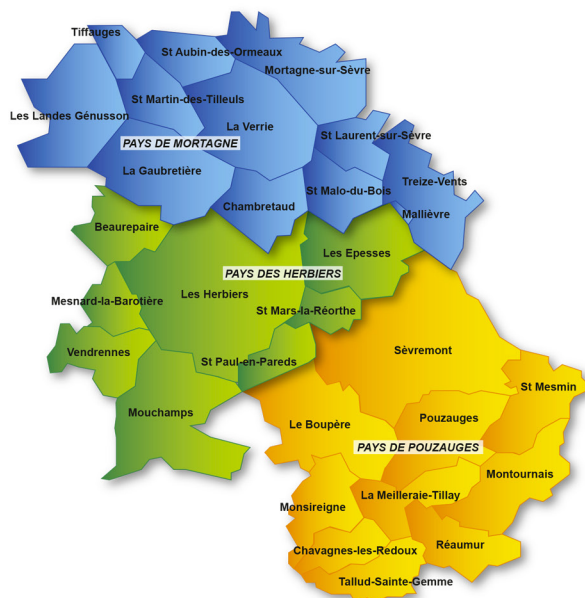 Tiffauges
St Aubin-des-Ormeaux
Mortagne-sur-Sèvre
St Martin-des-Tilleuls
Les Landes Génusson
La Verrie
St Laurent-sur-Sèvre
PAYS DE MORTAGNE
La Gaubretière
Treize-Vents
St Malo-du-Bois
Chambretaud
Mallièvre
Beaurepaire
Les Epesses
PAYS DES HERBIERS
Les Herbiers
Mesnard-la-Barotière
St Mars-la-Réorthe
Vendrennes
Sèvremont
St Paul-en-Pareds
St Mesmin
Mouchamps
Pouzauges
Le Boupère
PAYS DE POUZAUGES
Montournais
La Meilleraie-Tillay
Monsireigne
Réaumur
Chavagnes-les-Redoux
Tallud-Sainte-Gemme